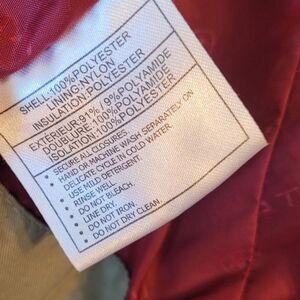 SHELL:100%POLYESTER
LINING:NYLON
INSULATION:POLYESTER
EXTÉRIEUR:91% / 9%POLYAMIDE
DOUBLURE:100%POLYAMIDE
ISOLATION:100%POLYESTER
• SECURE ALL CLOSURES.
• HAND OR MACHINE WASH SEPARATELY ON
DELICATE CYCLE IN COLD WATER.
• USE MILD DETERGENT.
• RINSE WELL.
• DO NOT BLEACH.
• LINE DRY.
• DO NOT IRON.
• DO NOT DRY CLEAN.